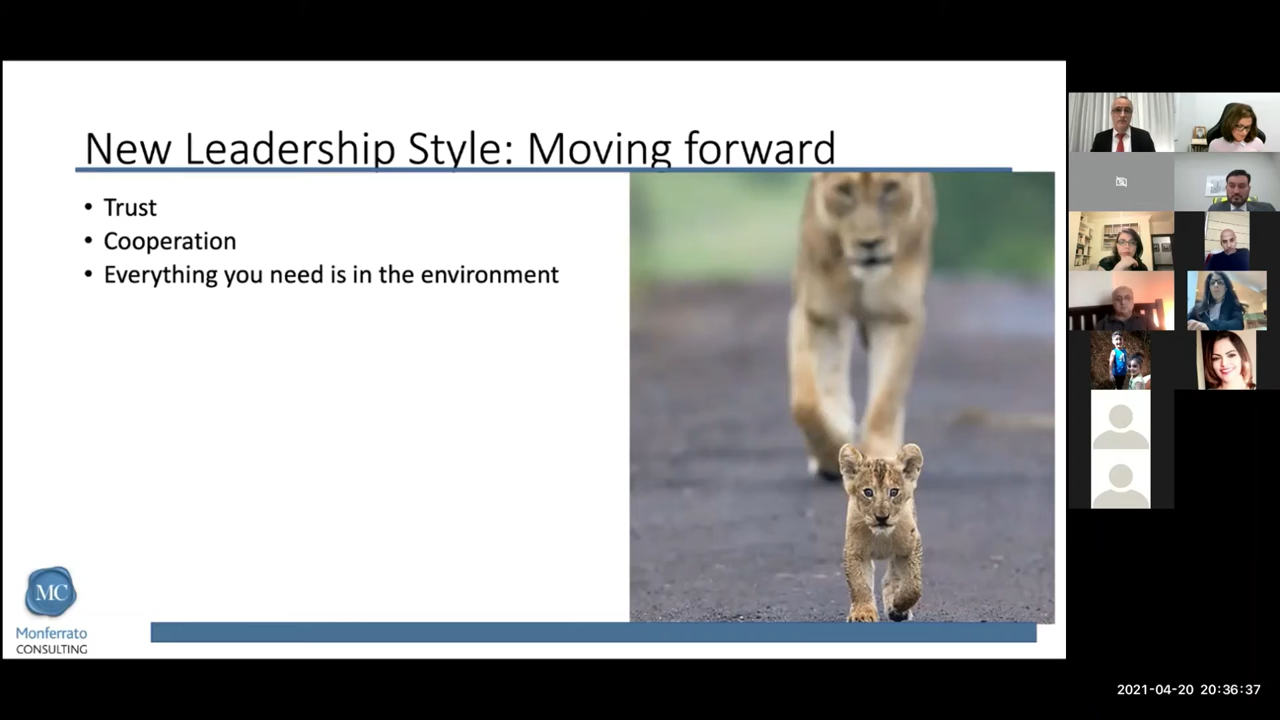 New Leadership Style: Moving forward
• Trust
• Cooperation
• Everything you need is in the environment
MC
Monferrato
CONSULTING
2021-04-20 20:36:37